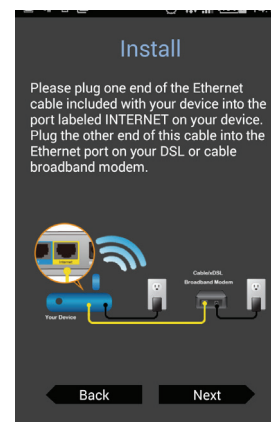 Install
Please plug one end of the Ethernet
cable included with your device into the
port labeled INTERNET on your device.
Plug the other end of this cable into the
Ethernet port on your DSL or cable
broadband modem.
Internet
Cable/xDSL
Broadband Modem
Your Device
Back
Next